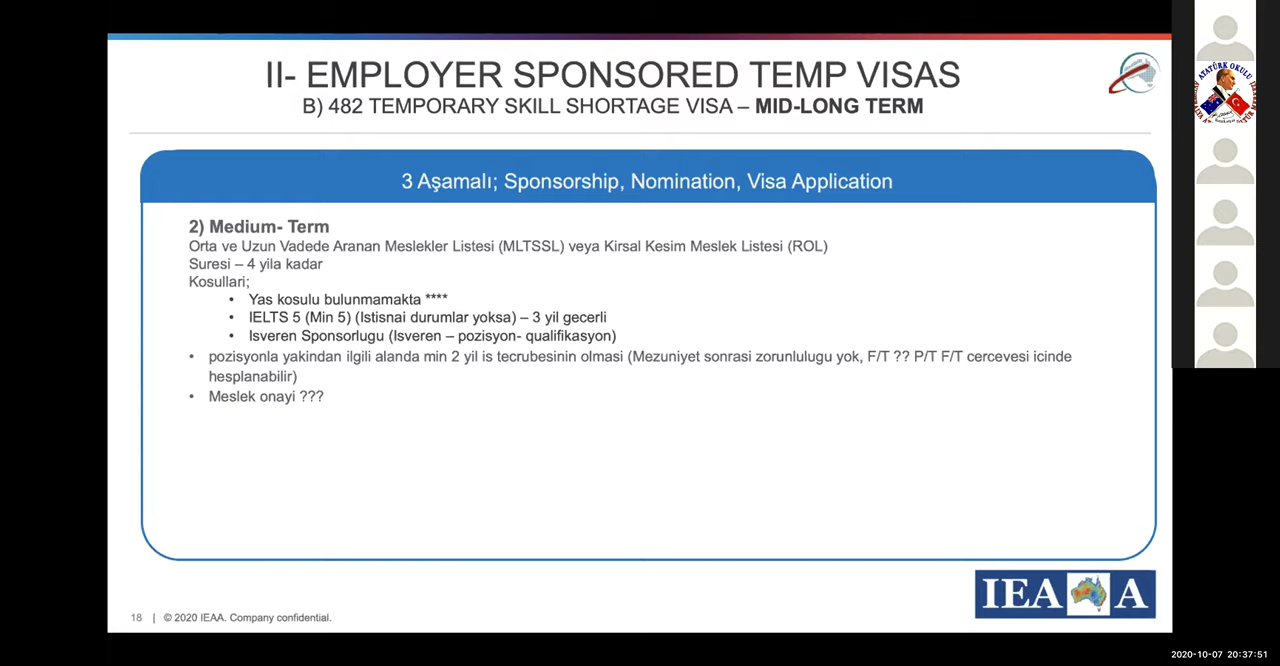 II- EMPLOYER SPONSORED TEMP VISAS
B) 482 TEMPORARY SKILL SHORTAGE VISA – MID-LONG TERM
3 Aşamalı; Sponsorship, Nomination, Visa Application
2) Medium- Term
Orta ve Uzun Vadede Aranan Meslekler Listesi (MLTSSL) veya Kirsal Kesim Meslek Listesi (ROL)
Suresi – 4 yila kadar
Kosullari;
• Yas kosulu bulunmamakta ****
• IELTS 5 (Min 5) (Istisnai durumlar yoksa) – 3 yil gecerli
• Isveren Sponsorlugu (Isveren – pozisyon- qualifikasyon)
• pozisyonla yakindan ilgili alanda min 2 yil is tecrubesinin olmasi (Mezuniyet sonrasi zorunlulugu yok, F/T ?? P/T F/T cercevesi icinde
hesplanabilir)
• Meslek onayi ???
IEAA
18 | © 2020 IEAA. Company confidential.
ATATÜRK OKULU
2020-10-07 20:37:51